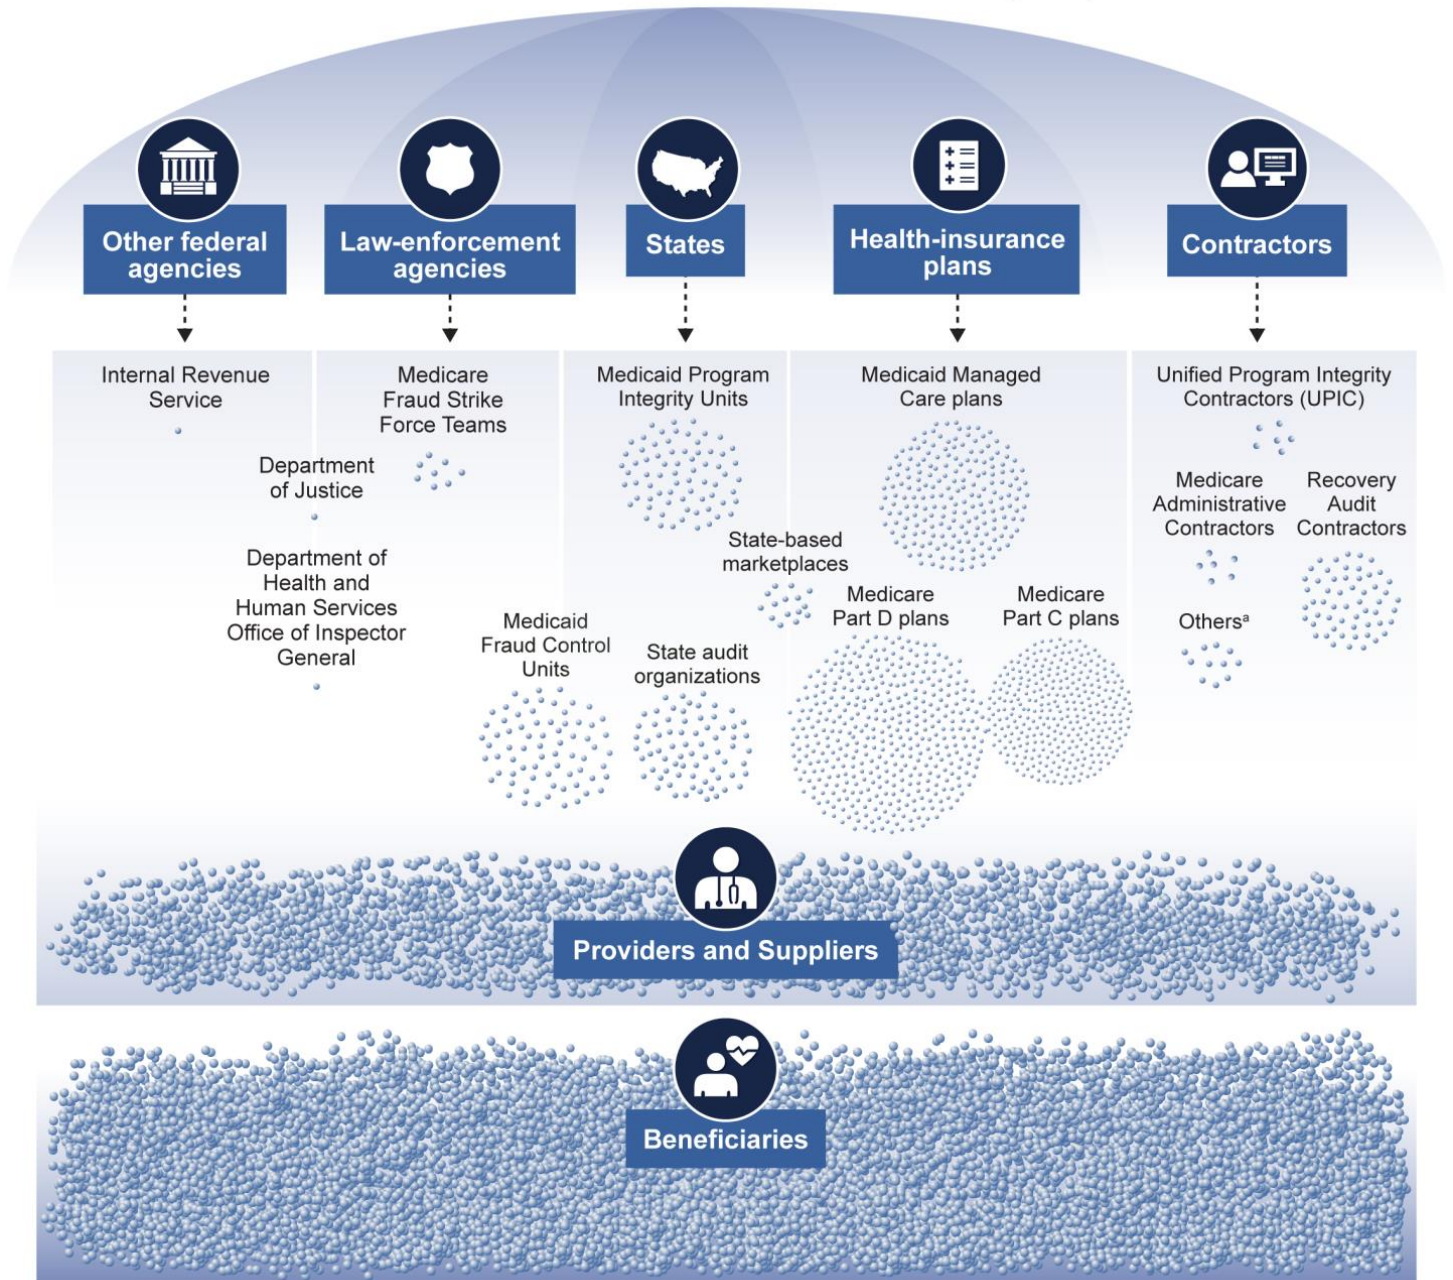 Other federal
agencies
Law-enforcement
agencies
States
Health-insurance
plans
Contractors
Internal Revenue
Service
Department
of Justice
Department of
Health and
Human Services
Office of Inspector
General
Medicare
Fraud Strike
Force Teams
Medicaid
Fraud Control
Units
Medicaid Program
Integrity Units
State-based
marketplaces
State audit
organizations
Medicaid Managed
Care plans
Medicare
Part D plans
Medicare
Part C plans
Unified Program Integrity
Contractors (UPIC)
Medicare
Administrative
Contractors
Recovery
Audit
Contractors
Othersª
Providers and Suppliers
Beneficiaries